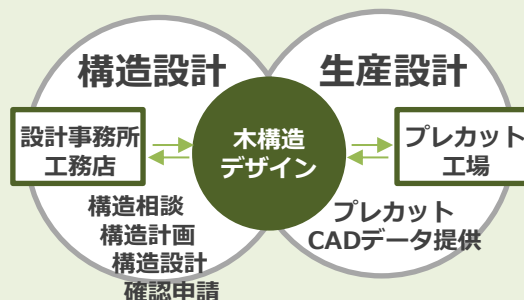 構造設計
生産設計
設計事務所
工務店
木構造
デザイン
プレカット
工場
構造相談
構造計画
構造設計
確認申請
プレカット
CADデータ提供